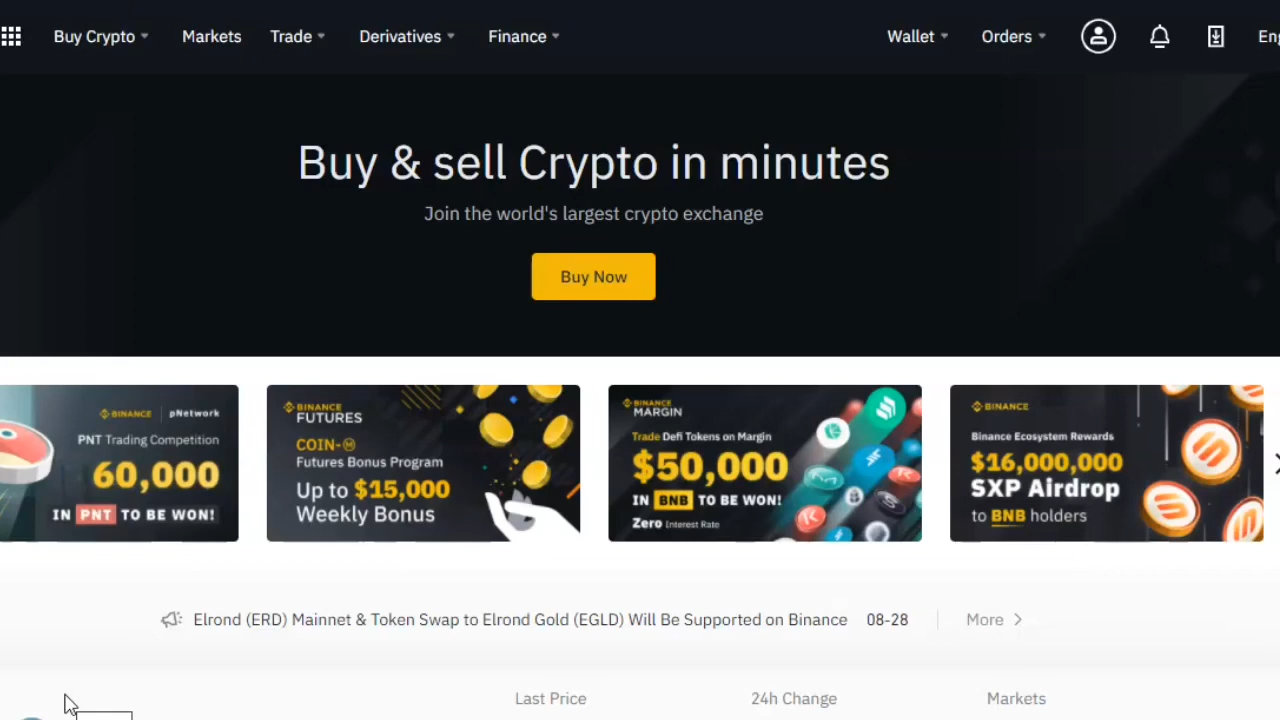 Buy Crypto Markets Trade Derivatives Finance Wallet Orders
Buy & sell Crypto in minutes
Join the world's largest crypto exchange
Buy Now
BINANCE pNetwork
PNT Trading Competition
60,000
IN PNT TO BE WON!
BINANCE
FUTURES
COIN-M
Futures Bonus Program
Up to $15,000
Weekly Bonus
BINANCE
MARGIN
Trade Defi Tokens on Margin
$50,000
IN BNB TO BE WON!
Zero Interest Rate
BINANCE
Binance Ecosystem Rewards
$16,000,000
SXP Airdrop
to BNB holders
Elrond (ERD) Mainnet & Token Swap to Elrond Gold (EGLD) Will Be Supported on Binance 08-28 More
Last Price 24h Change Markets